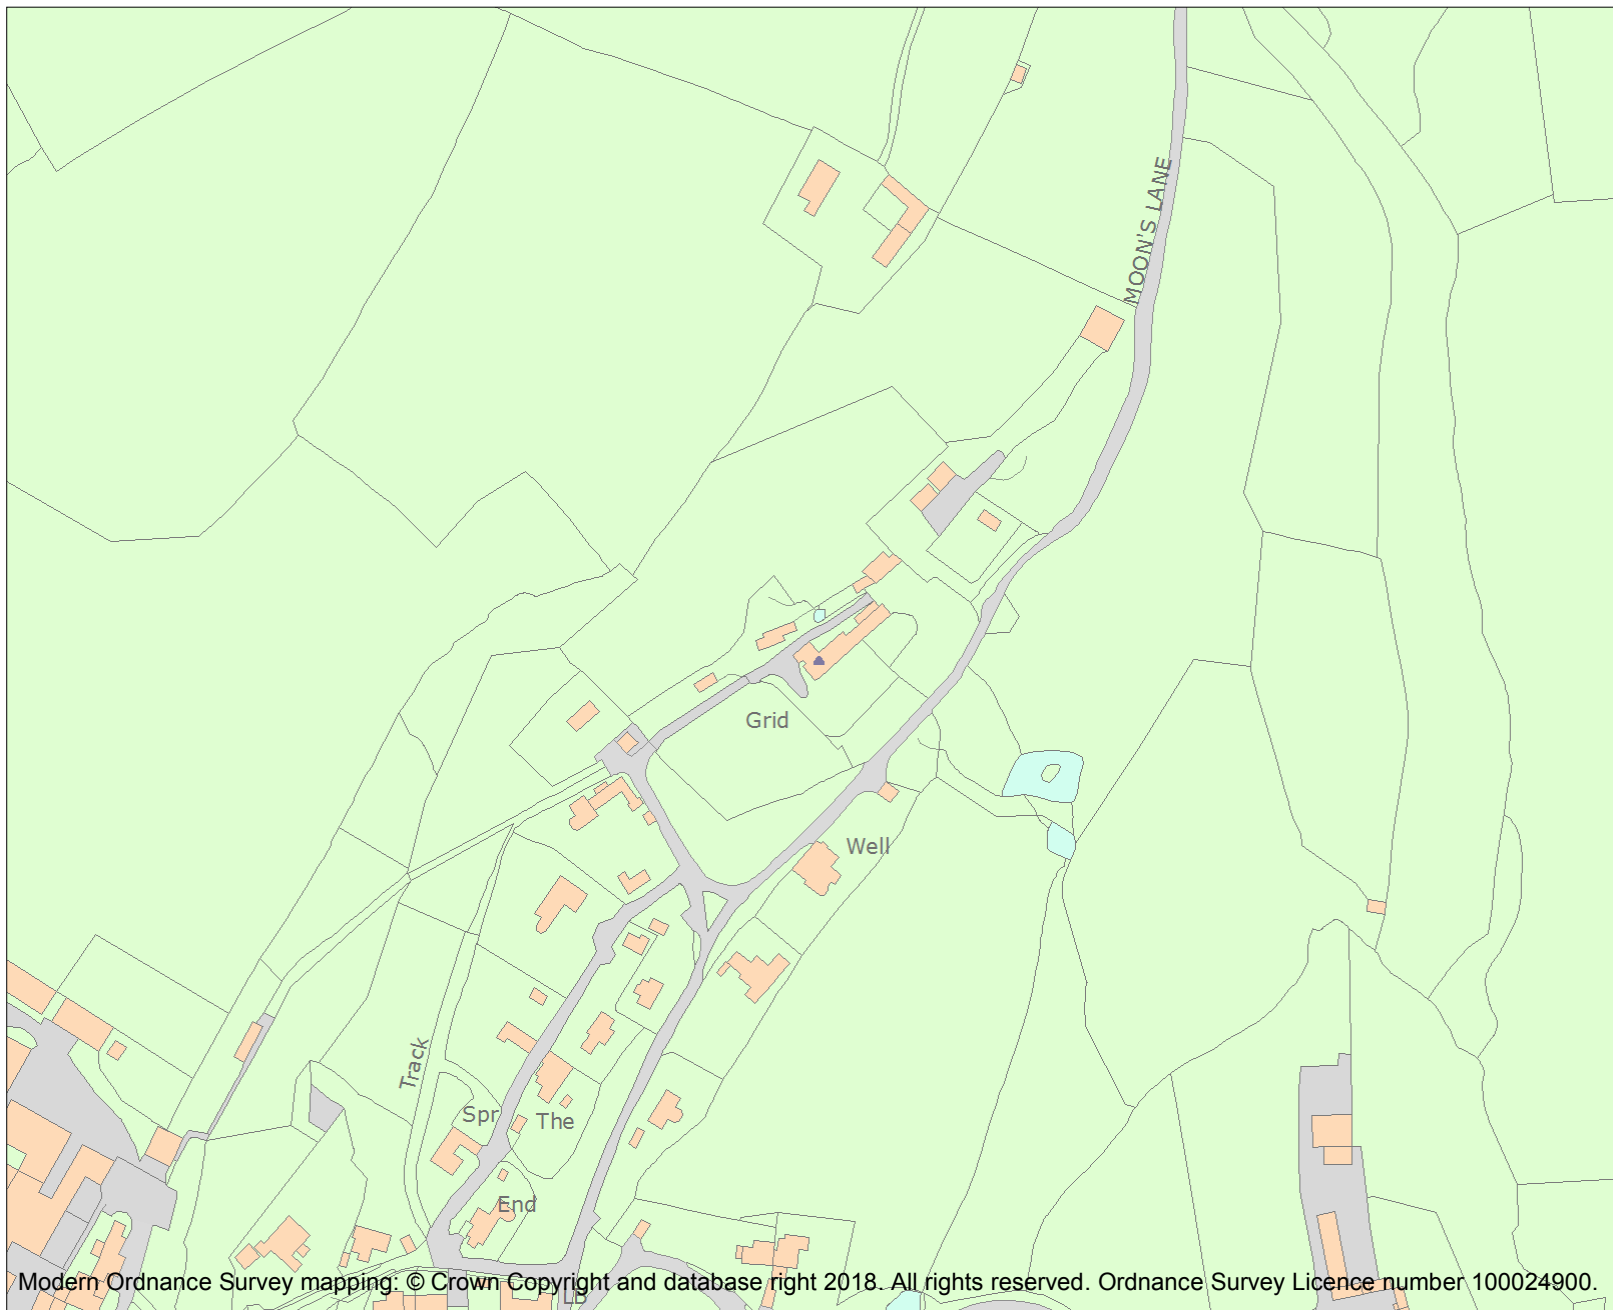 MOON'S LANE
Grid
Well
Track
Spr
The
End
LB
Modern Ordnance Survey mapping: © Crown Copyright and database right 2018. All rights reserved. Ordnance Survey Licence number 100024900.